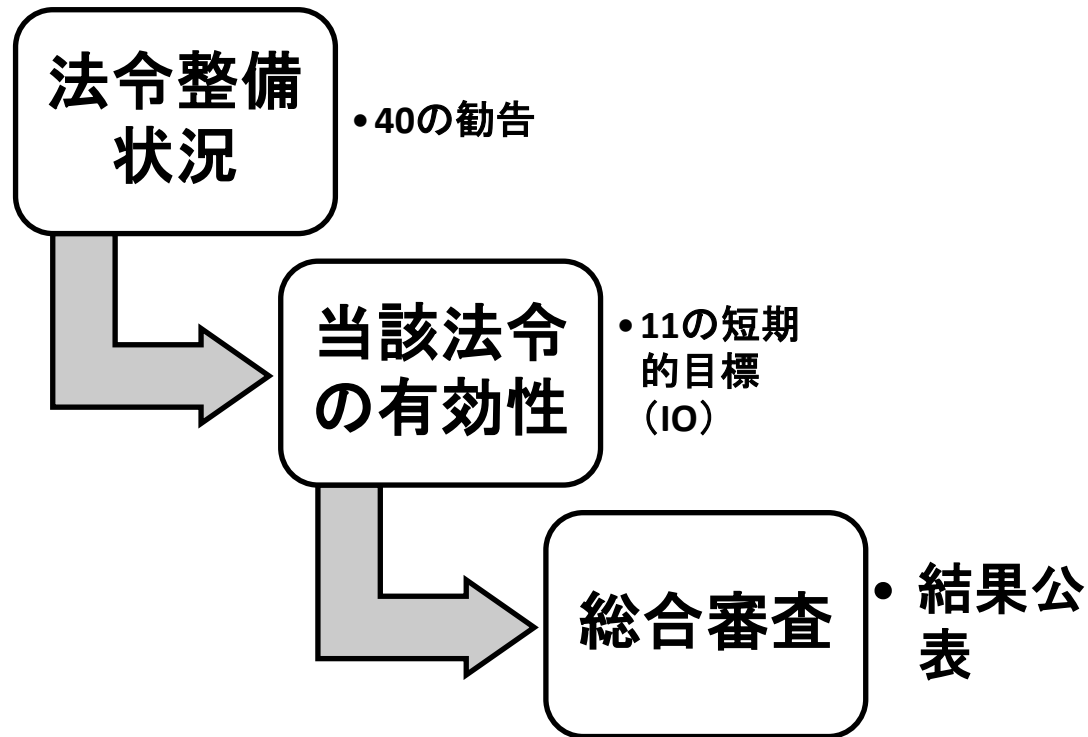 法令整備
状況
•40の勧告
当該法令
の有効性
•11の短期
的目標
（IO）
総合審査
• 結果公
表